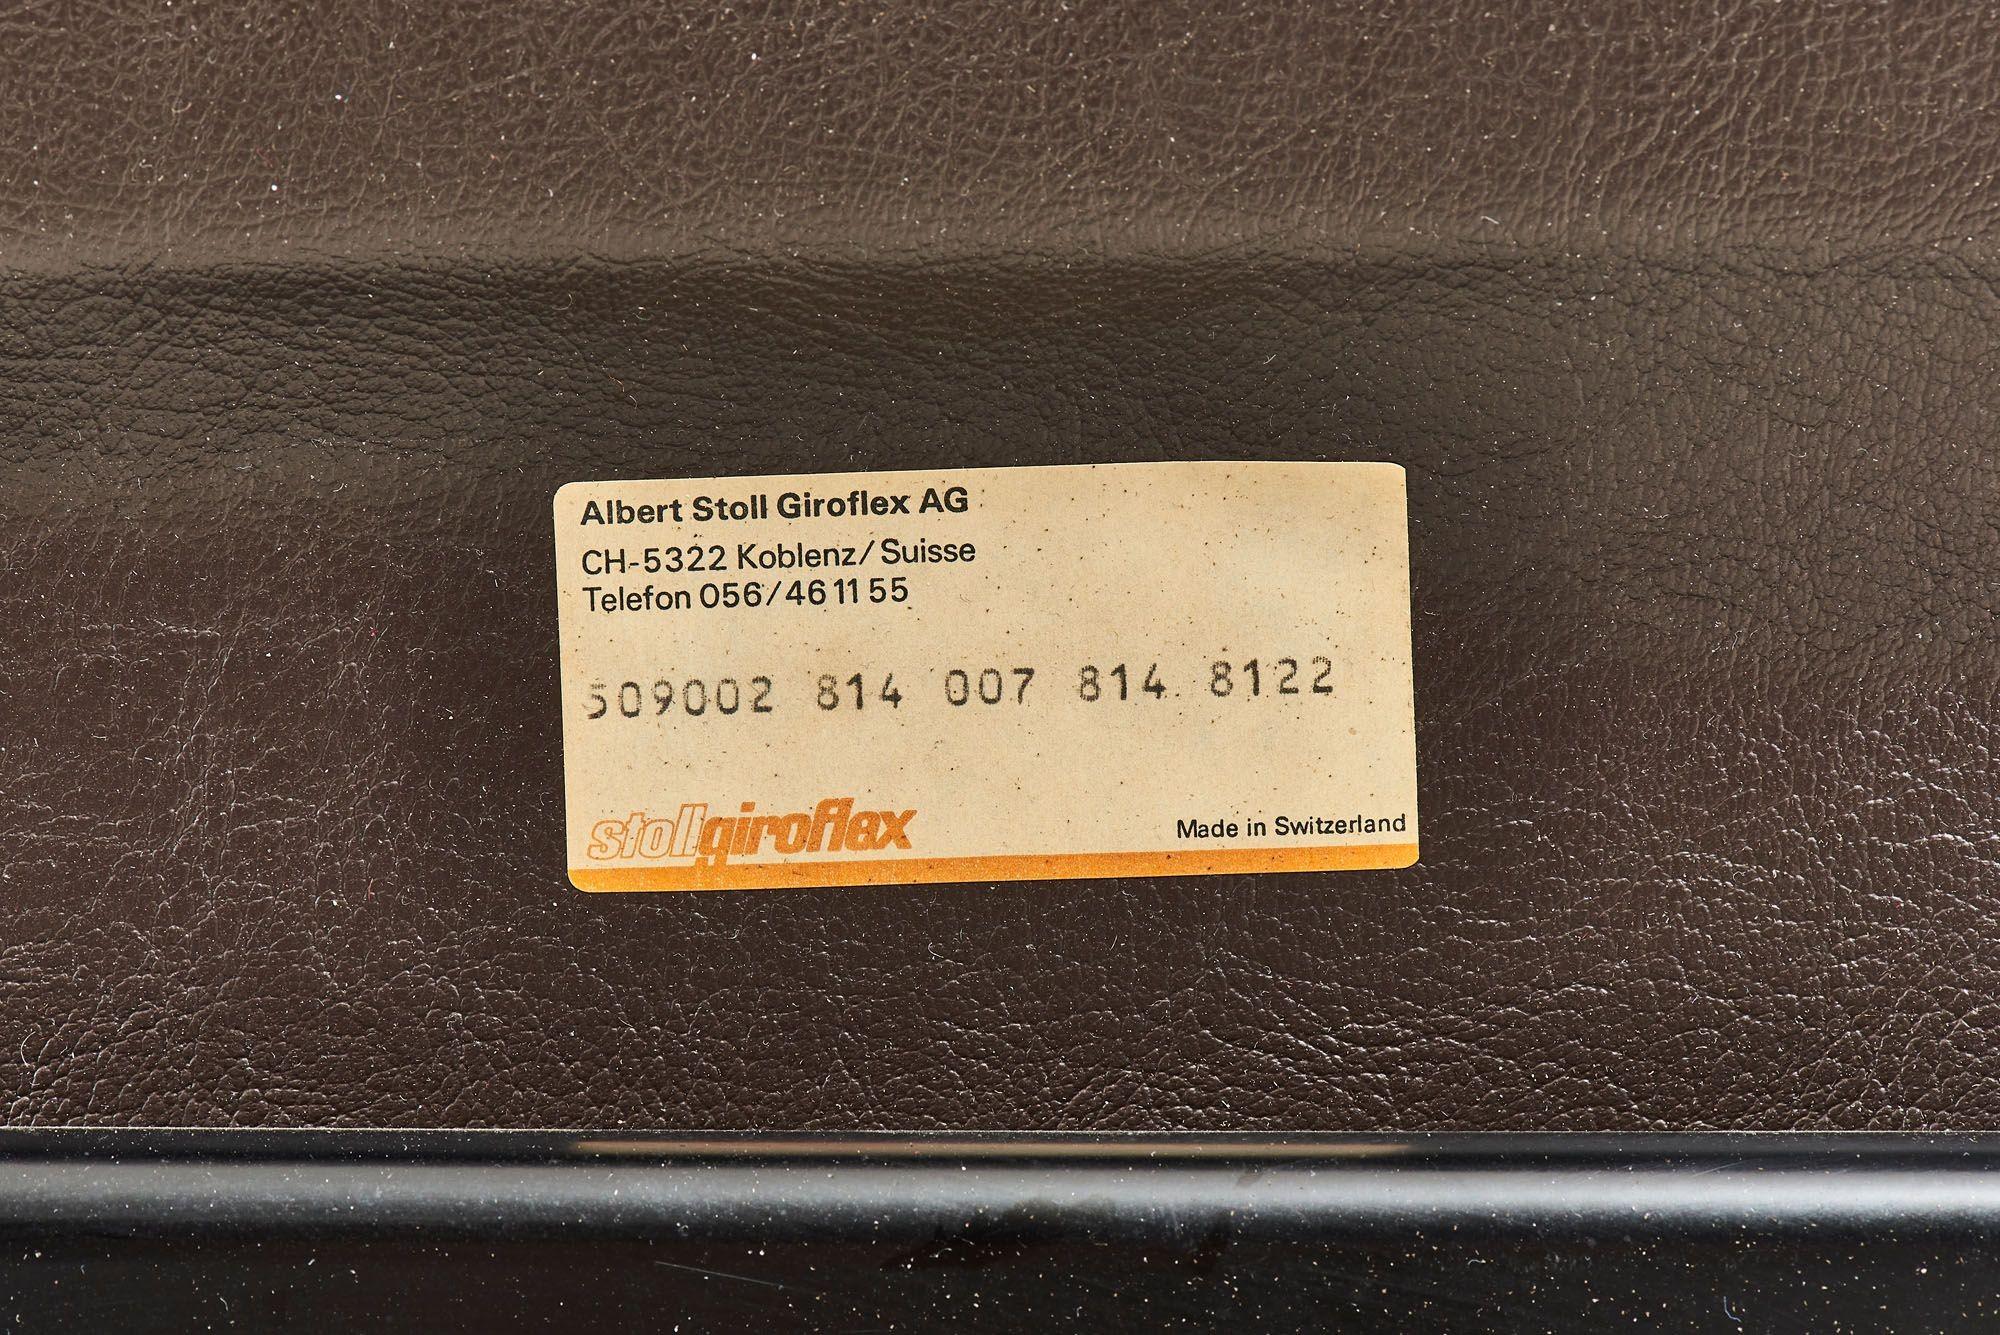 Albert Stoll Giroflex AG
CH-5322 Koblenz/Suisse
Telefon 056/46 11 55
509002 814 007 814 8122
stollgiroflex
Made in Switzerland